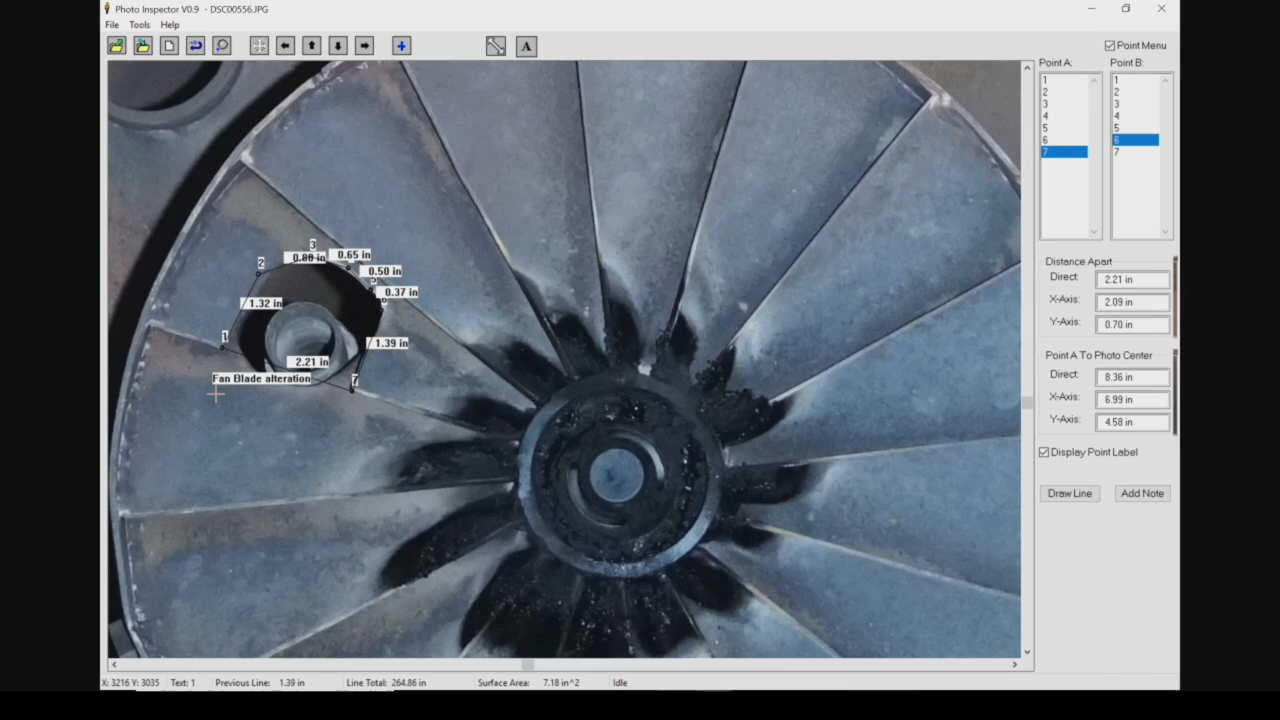 Photo Inspector V0.9 - DSC00556.JPG
File Tools Help
A
Point Menu
Point A: Point B:
1 1
2 2
3 3
4 4
5 5
6 6
7 7
3
0.80 in 0.65 in
2
0.50 in
5
0.37 in
6
1.32 in
1
1.39 in
2.21 in
Fan Blade alteration
7
Distance Apart
Direct: 2.21 in
X-Axis: 2.09 in
Y-Axis: 0.70 in
Point A To Photo Center
Direct: 8.36 in
X-Axis: 6.99 in
Y-Axis: 4.58 in
Display Point Label
Draw Line Add Note
X: 3216 Y: 3035 Text: 1 Previous Line: 1.39 in Line Total: 264.86 in Surface Area: 7.18 in^2 Idle